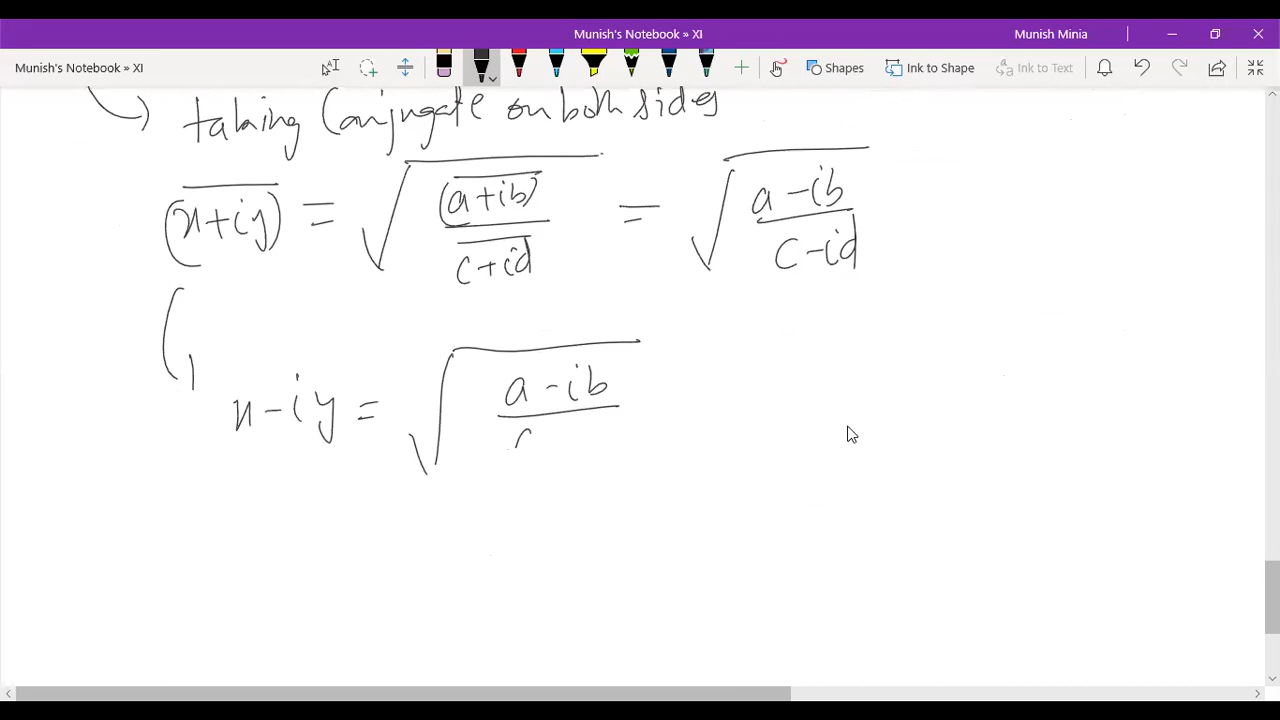 Munish's Notebook » XI
Munish Minia
Munish's Notebook » XI
Shapes
Ink to Shape
Ink to Text
taking Conjugate on both sides
(x+iy)‾ = √((a+ib)‾ / (c+id)‾) = √((a-ib) / (c-id))
x-iy = √((a-ib) / c